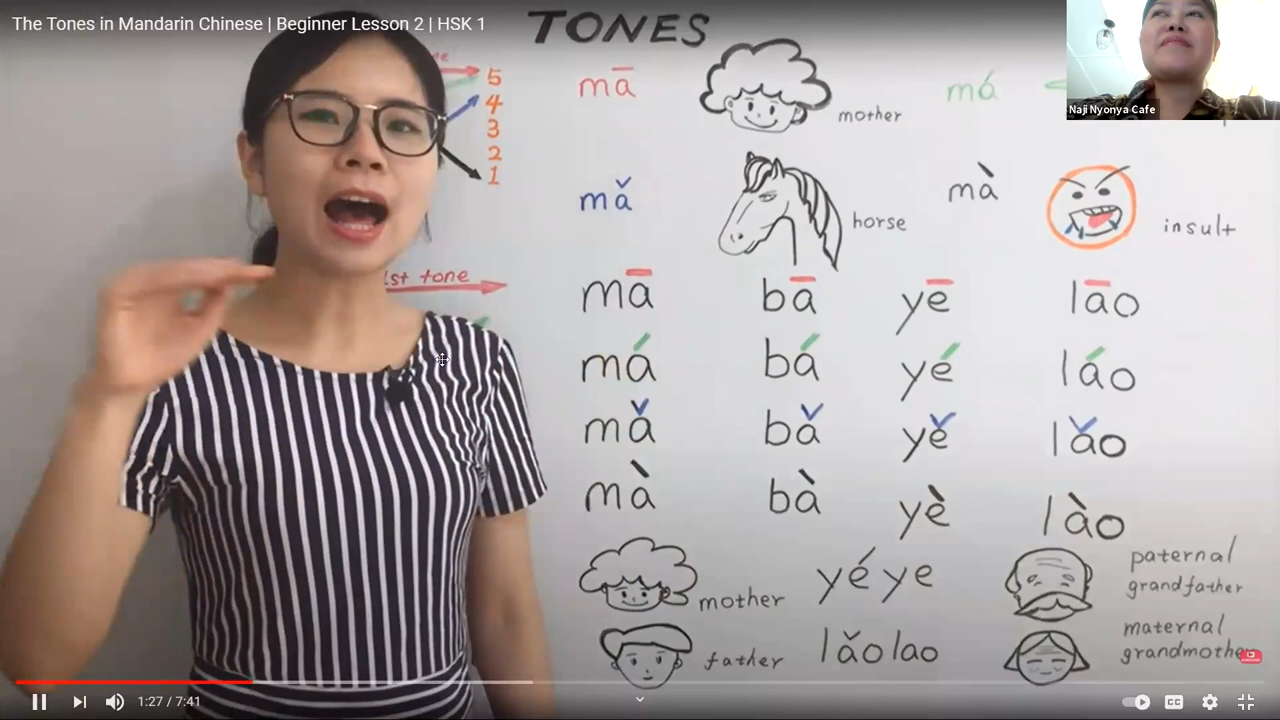 The Tones in Mandarin Chinese | Beginner Lesson 2 | HSK 1
TONES
Naji Nyonya Cafe
5
4
3
2
1
mā mother má
mǎ horse mà insult
1st tone
mā bā yē lāo
má bá yé láo
mǎ bǎ yě lǎo
mà bà yè lào
mother yéye paternal grandfather
father lǎolao maternal grandmother
1:27 / 7:41
CC